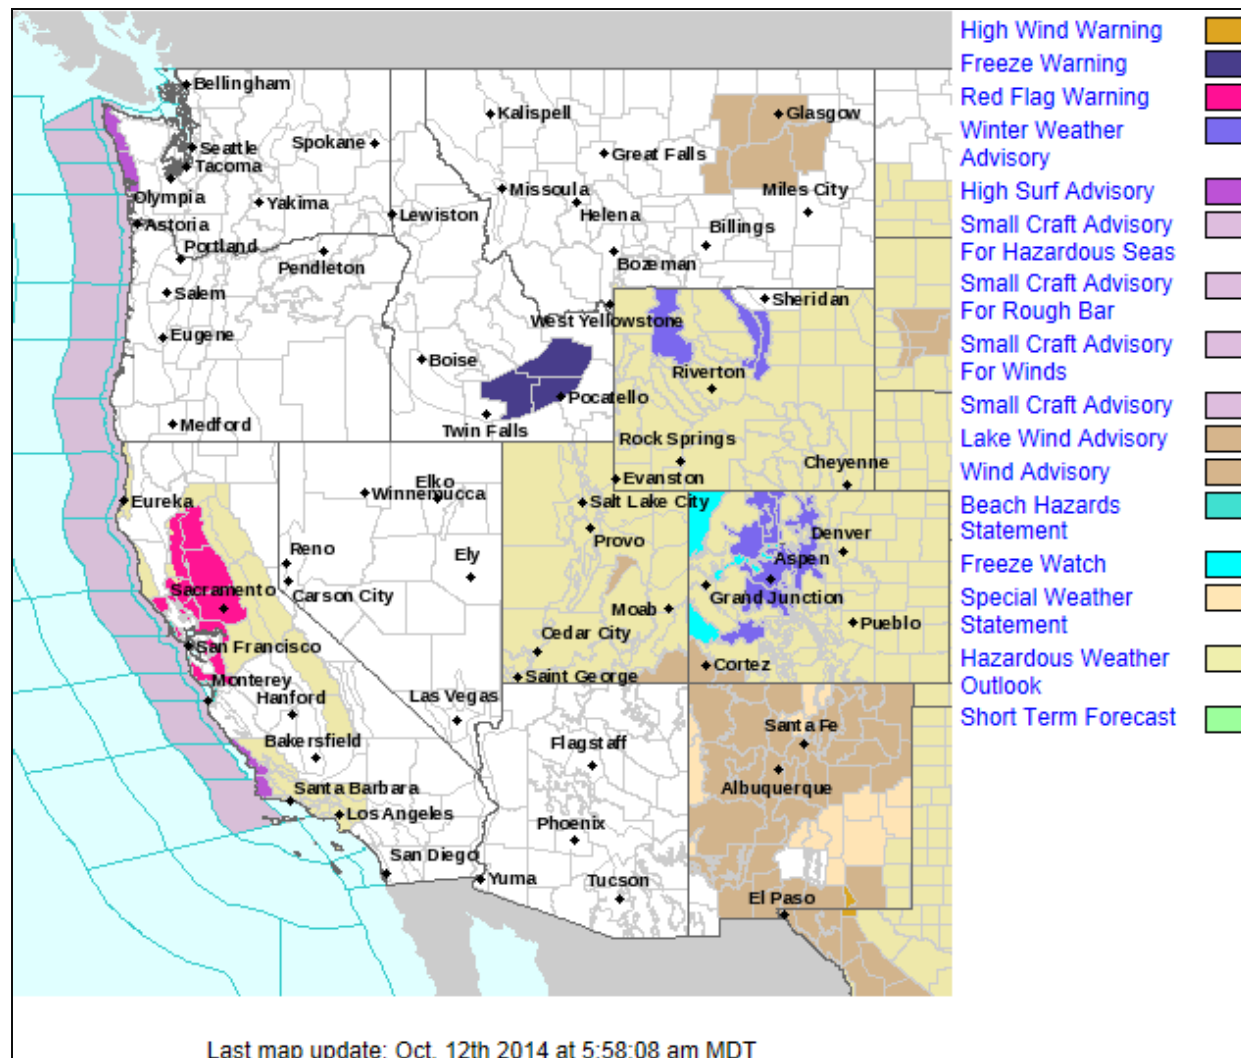 Bellingham
Seattle
Tacoma
Spokane
Olympia
Yakima
Astoria
Portland
Pendleton
Lewiston
Salem
Eugene
Medford
Kalispell
Great Falls
Glasgow
Missoula
Helena
Miles City
Billings
Bozeman
West Yellowstone
Sheridan
Boise
Pocatello
Twin Falls
Riverton
Rock Springs
Evanston
Cheyenne
Eureka
Winnemucca
Elko
Reno
Carson City
Ely
Sacramento
San Francisco
Monterey
Hanford
Las Vegas
Bakersfield
Santa Barbara
Los Angeles
San Diego
Salt Lake City
Provo
Moab
Cedar City
Saint George
Denver
Aspen
Grand Junction
Pueblo
Cortez
Flagstaff
Phoenix
Yuma
Tucson
Santa Fe
Albuquerque
El Paso
High Wind Warning
Freeze Warning
Red Flag Warning
Winter Weather
Advisory
High Surf Advisory
Small Craft Advisory
For Hazardous Seas
Small Craft Advisory
For Rough Bar
Small Craft Advisory
For Winds
Small Craft Advisory
Lake Wind Advisory
Wind Advisory
Beach Hazards
Statement
Freeze Watch
Special Weather
Statement
Hazardous Weather
Outlook
Short Term Forecast
Last map update: Oct. 12th 2014 at 5:58:08 am MDT